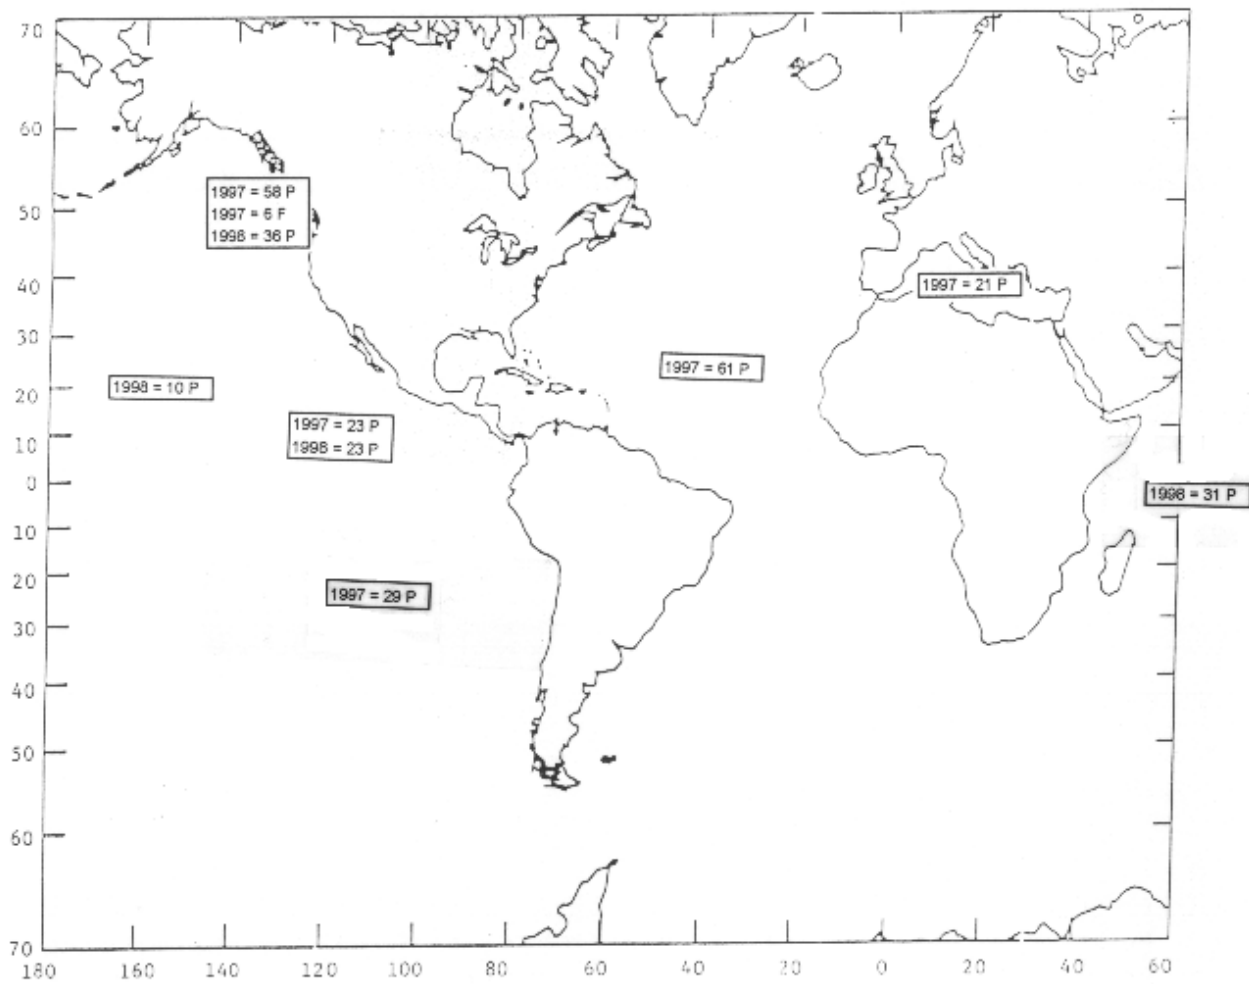 70
60
1997 = 58 P
1997 = 6 F
1998 = 36 P
50
40
1997 = 21 P
30
1997 = 61 P
20
1998 = 10 P
1997 = 23 P
1998 = 23 P
10
0
1998 = 31 P
10
20
1997 = 29 P
30
40
50
60
70
180 160 140 120 100 80 60 40 20 0 20 40 60